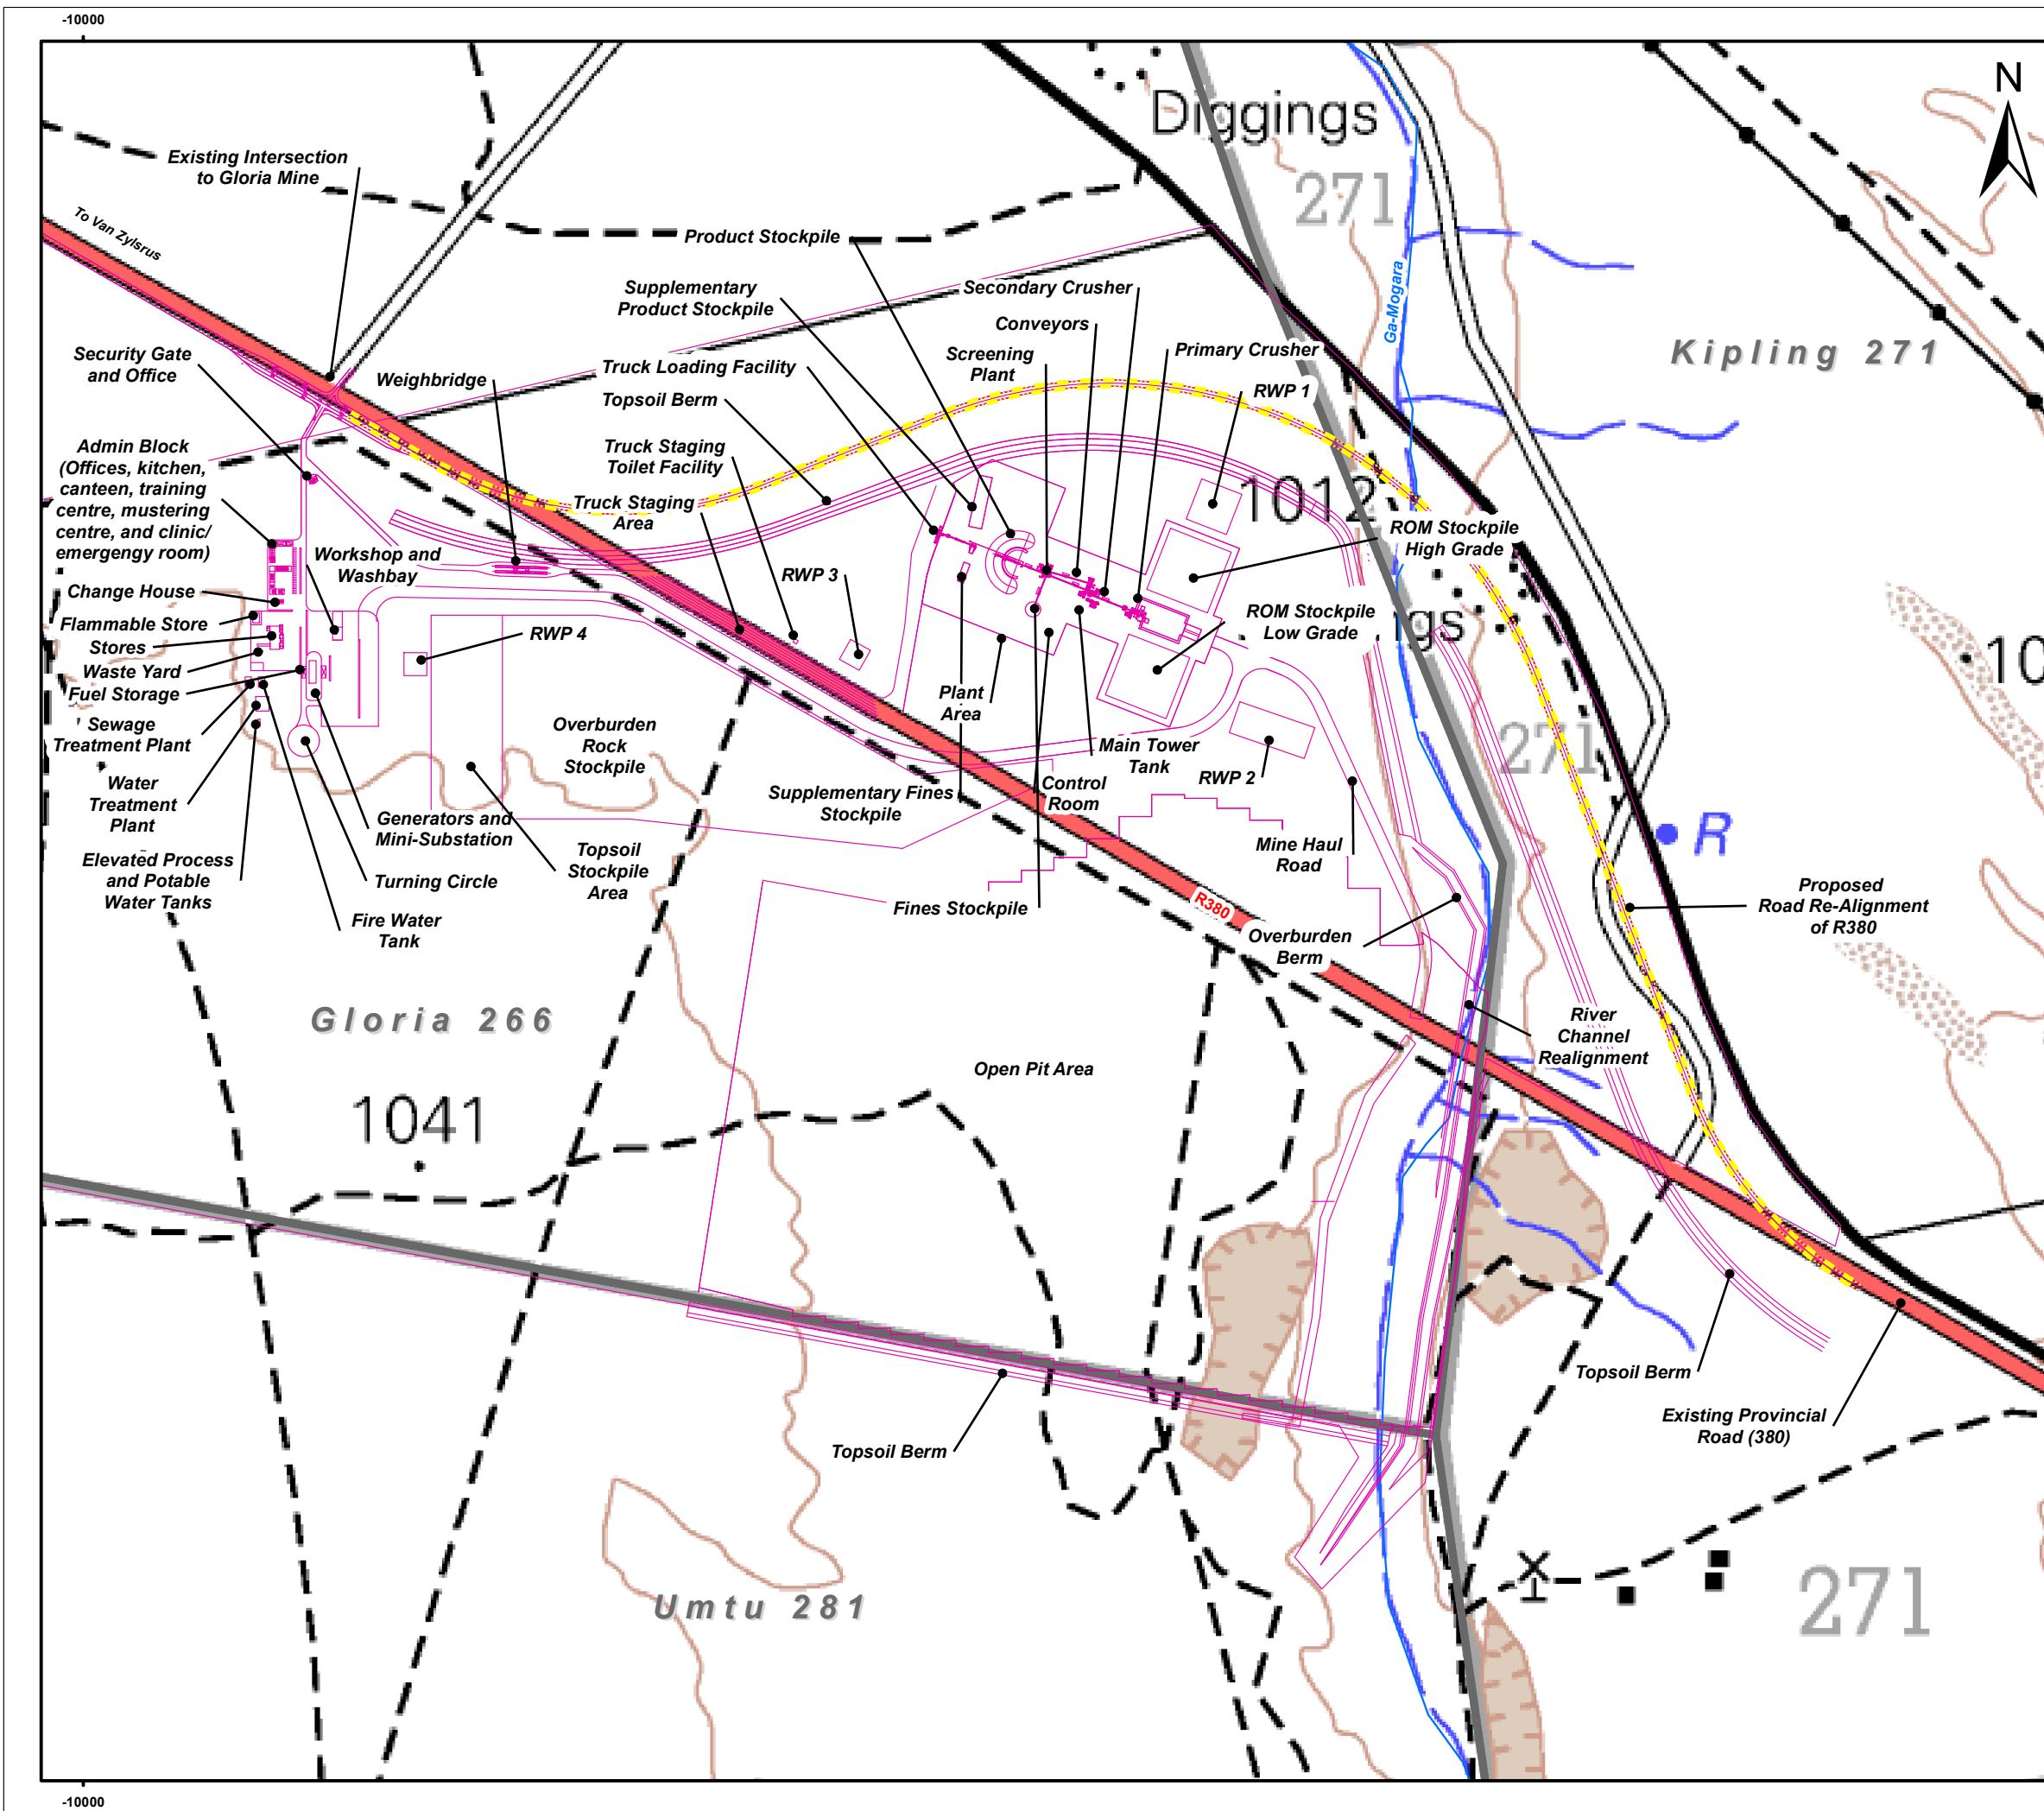 -10000
N
Diggings
271
Existing Intersection
to Gloria Mine
To Van Zylsrus
Product Stockpile
Supplementary
Product Stockpile
Secondary Crusher
Ga-Mogara
Conveyors
Kipling 271
Security Gate
and Office
Weighbridge
Truck Loading Facility
Screening
Plant
Primary Crusher
Topsoil Berm
RWP 1
Admin Block
(Offices, kitchen,
canteen, training
centre, mustering
centre, and clinic/
emergengy room)
Truck Staging
Toilet Facility
Truck Staging
Area
1012
ROM Stockpile
High Grade
Workshop and
Washbay
RWP 3
Change House
Flammable Store
Stores
Waste Yard
Fuel Storage
RWP 4
ROM Stockpile
Low Grade
ngs
10
Sewage
Treatment Plant
Overburden
Rock
Stockpile
Plant
Area
271
Main Tower
Tank
RWP 2
Water
Treatment
Plant
Supplementary Fines
Stockpile
Control
Room
Generators and
Mini-Substation
R
Mine Haul
Road
Elevated Process
and Potable
Water Tanks
Turning Circle
Topsoil
Stockpile
Area
Fines Stockpile
R380
Proposed
Road Re-Alignment
of R380
Fire Water
Tank
Overburden
Berm
Gloria 266
River
Channel
Realignment
Open Pit Area
1041
Topsoil Berm
Existing Provincial
Road (380)
Topsoil Berm
Umtu 281
271
-10000